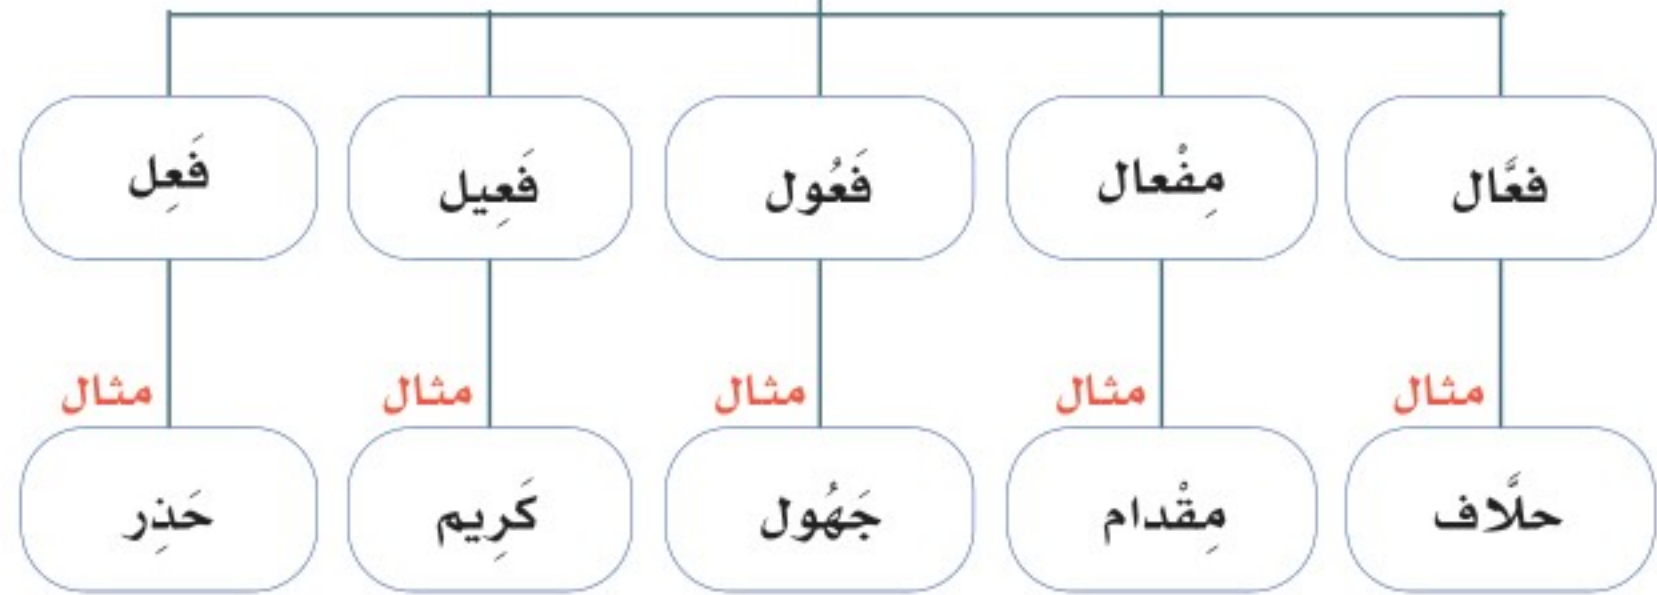 فعَّال مِفْعال فَعُول فَعِيل فَعِل
مثال مثال مثال مثال مثال
حلَّاف مِقْدام جَهُول كَرِيم حَذِر